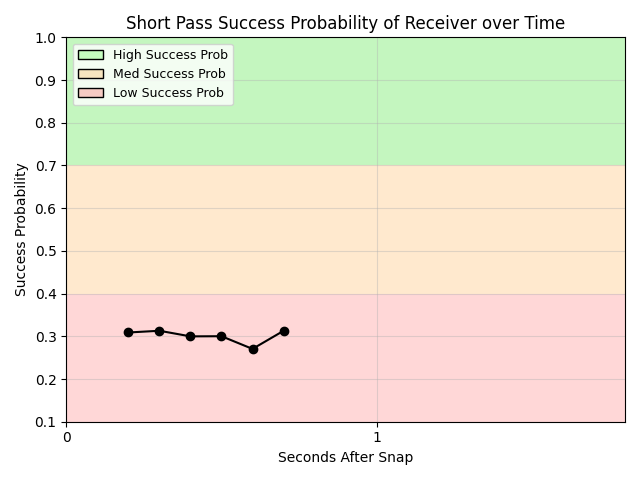 Short Pass Success Probability of Receiver over Time
High Success Prob
Med Success Prob
Low Success Prob
Success Probability
1.0
0.9
0.8
0.7
0.6
0.5
0.4
0.3
0.2
0.1
0
1
Seconds After Snap